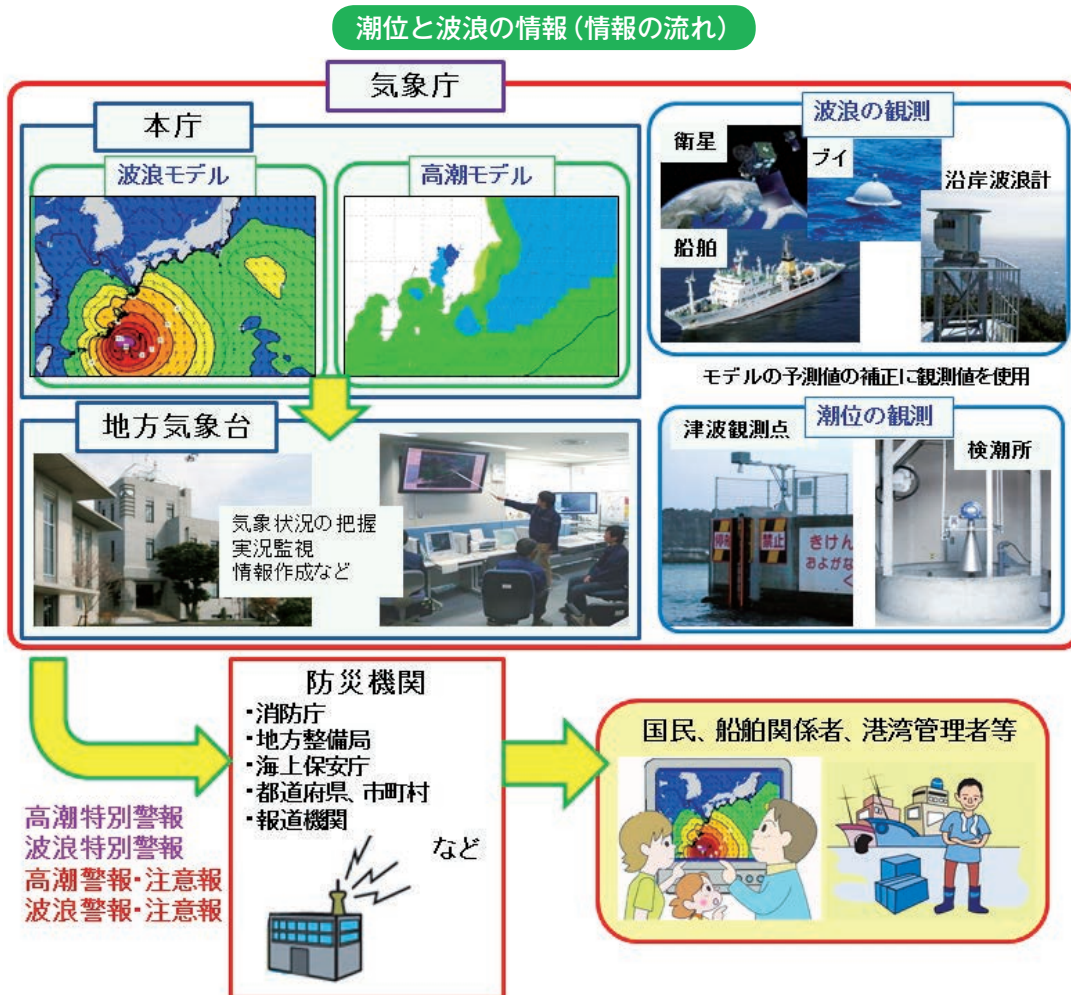 潮位と波浪の情報（情報の流れ）
気象庁
本庁
波浪モデル
高潮モデル
波浪の観測
衛星
ブイ
沿岸波浪計
船舶
モデルの予測値の補正に観測値を使用
地方気象台
気象状況の把握
実況監視
情報作成など
潮位の観測
津波観測点
検潮所
禁止
きけん
およがな
く
防災機関
・消防庁
・地方整備局
・海上保安庁
・都道府県、市町村
・報道機関
など
高潮特別警報
波浪特別警報
高潮警報・注意報
波浪警報・注意報
国民、船舶関係者、港湾管理者等